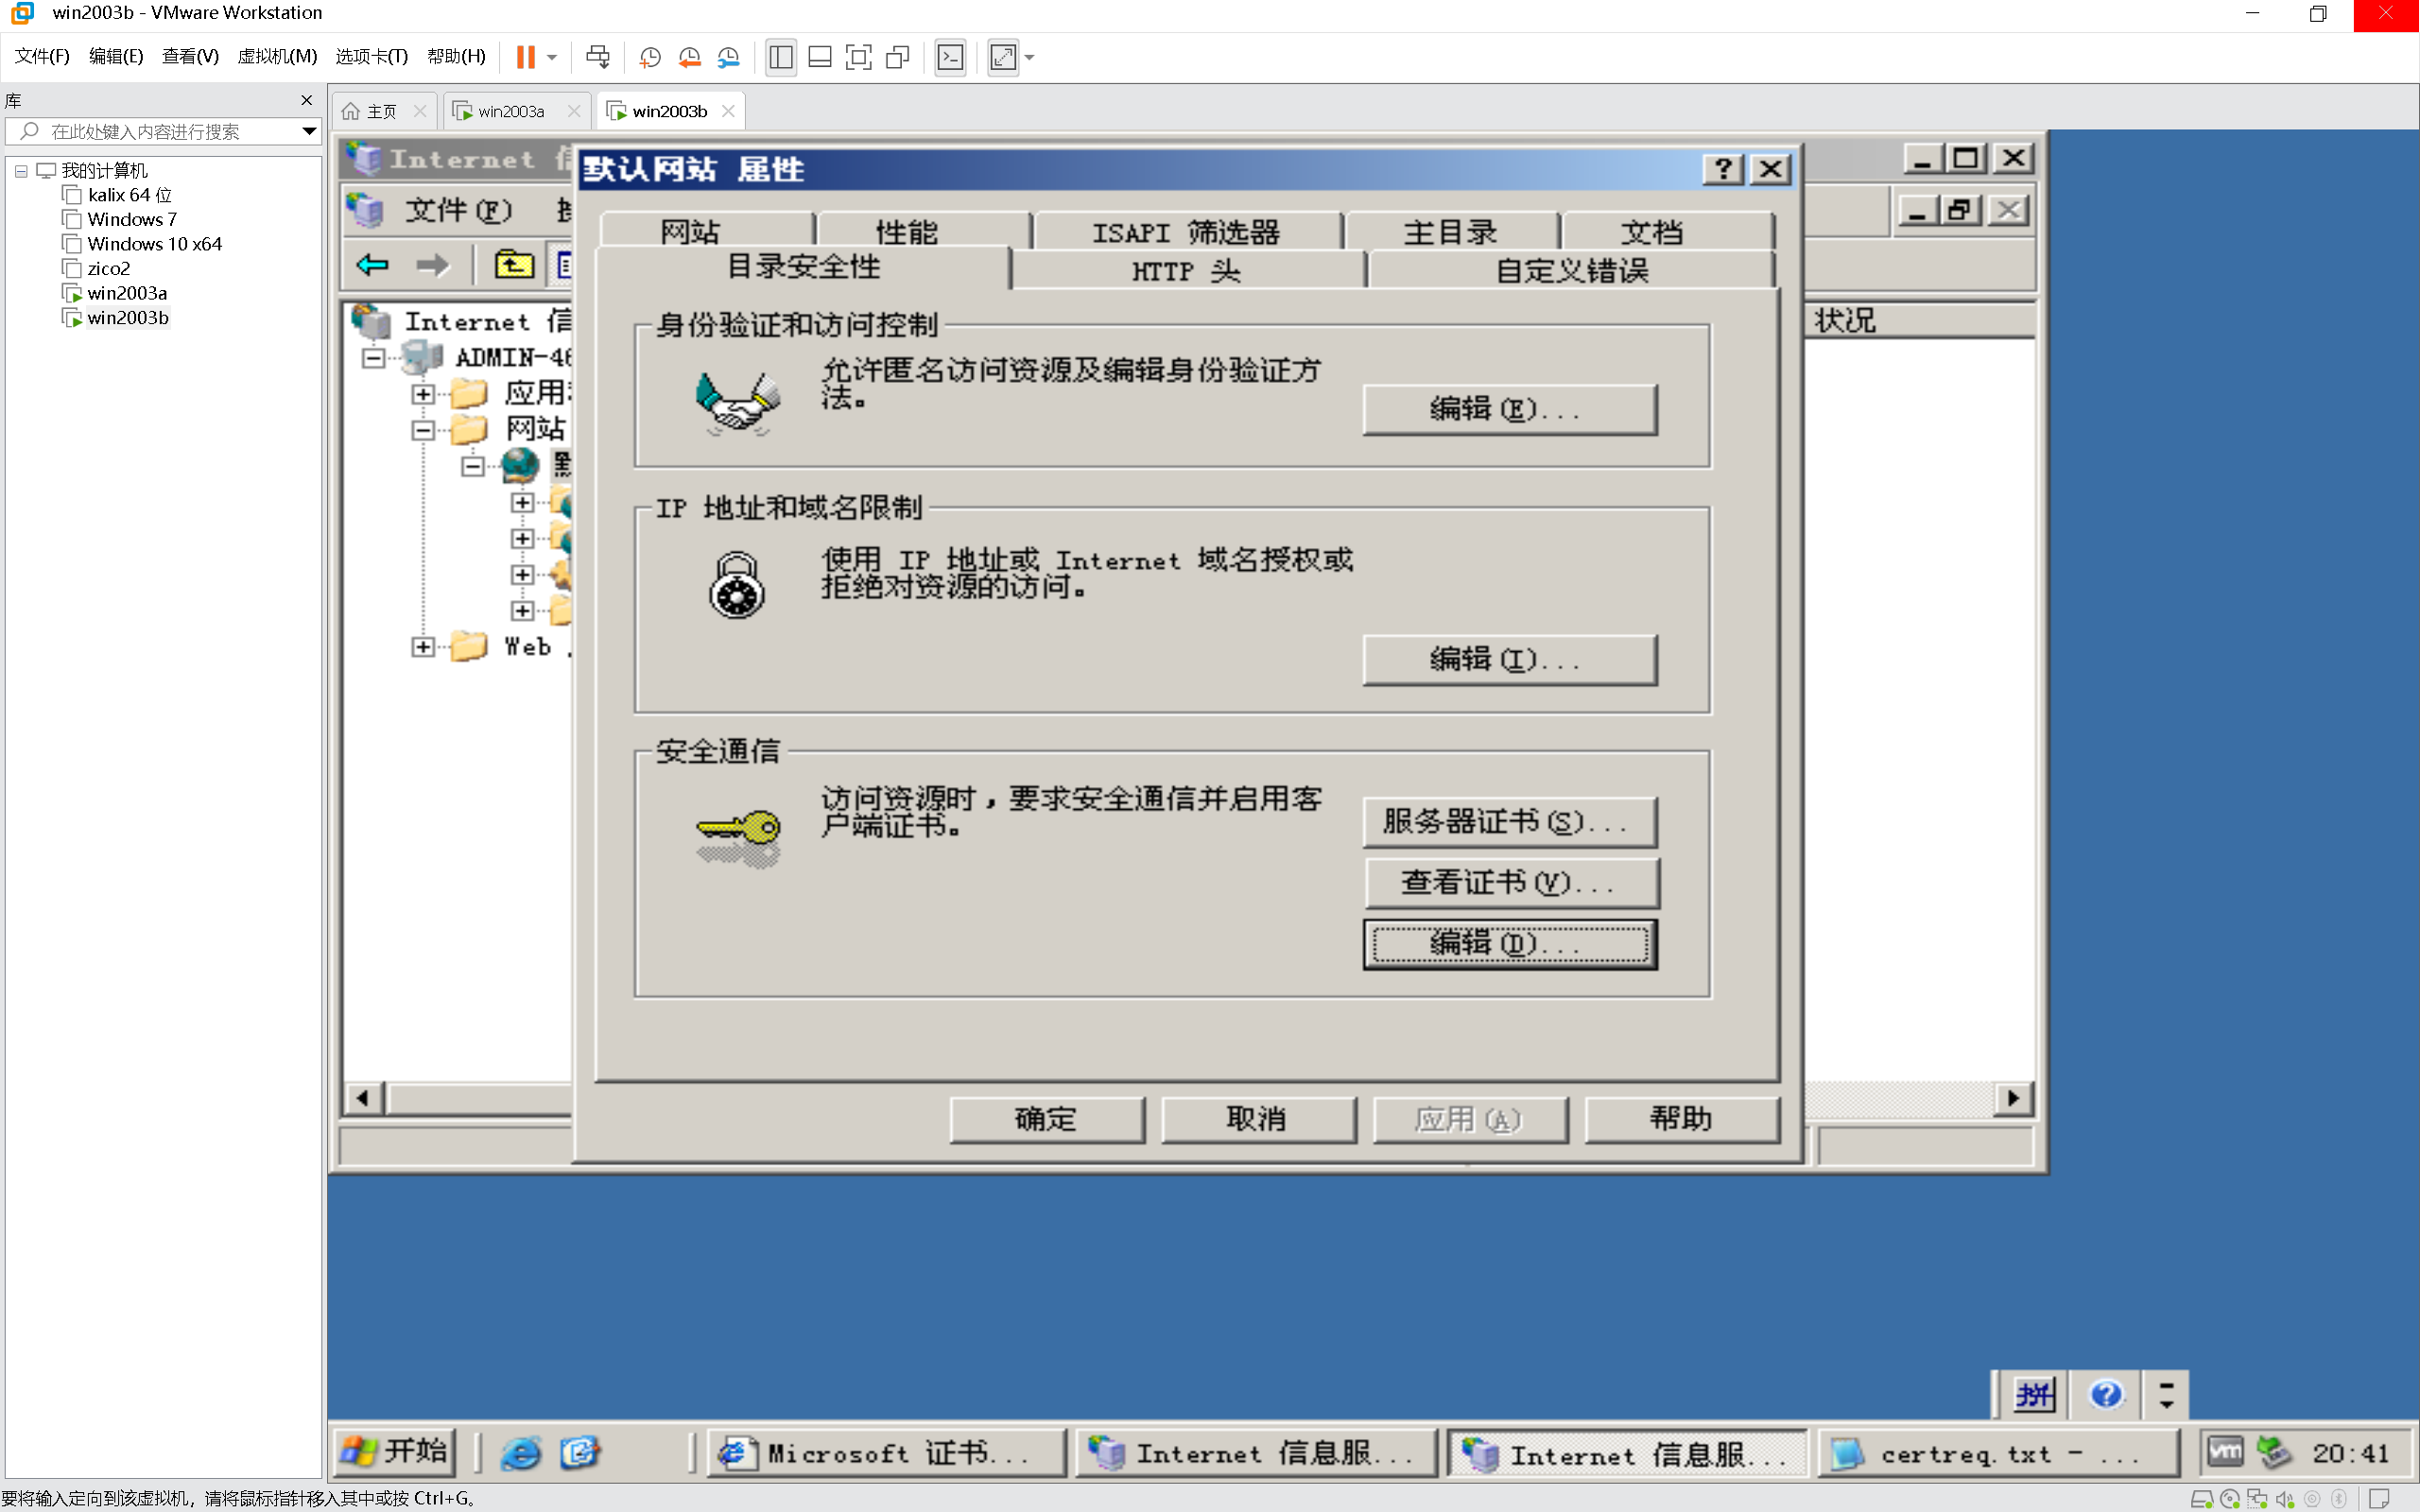 win2003b - VMware Workstation
文件(F) 编辑(E) 查看(V) 虚拟机(M) 选项卡(T) 帮助(H)
库
在此处键入内容进行搜索
我的计算机
kalix 64 位
Windows 7
Windows 10 x64
zico2
win2003a
win2003b
主页 win2003a win2003b
Internet
默认网站 属性
文件(F)
网站 性能 ISAPI 筛选器 主目录 文档
目录安全性 HTTP 头 自定义错误
Internet 信
ADMIN-46
应用
网站
Web
状况
身份验证和访问控制
允许匿名访问资源及编辑身份验证方
法。
编辑(E)...
IP 地址和域名限制
使用 IP 地址或 Internet 域名授权或
拒绝对资源的访问。
编辑(I)...
安全通信
访问资源时，要求安全通信并启用客
户端证书。
服务器证书(S)...
查看证书(V)...
编辑(D)...
确定 取消 应用(A) 帮助
拼
开始 Microsoft 证书... Internet 信息服... Internet 信息服... certreq.txt - ... vm 20:41
要将输入定向到该虚拟机，请将鼠标指针移入其中或按 Ctrl+G。